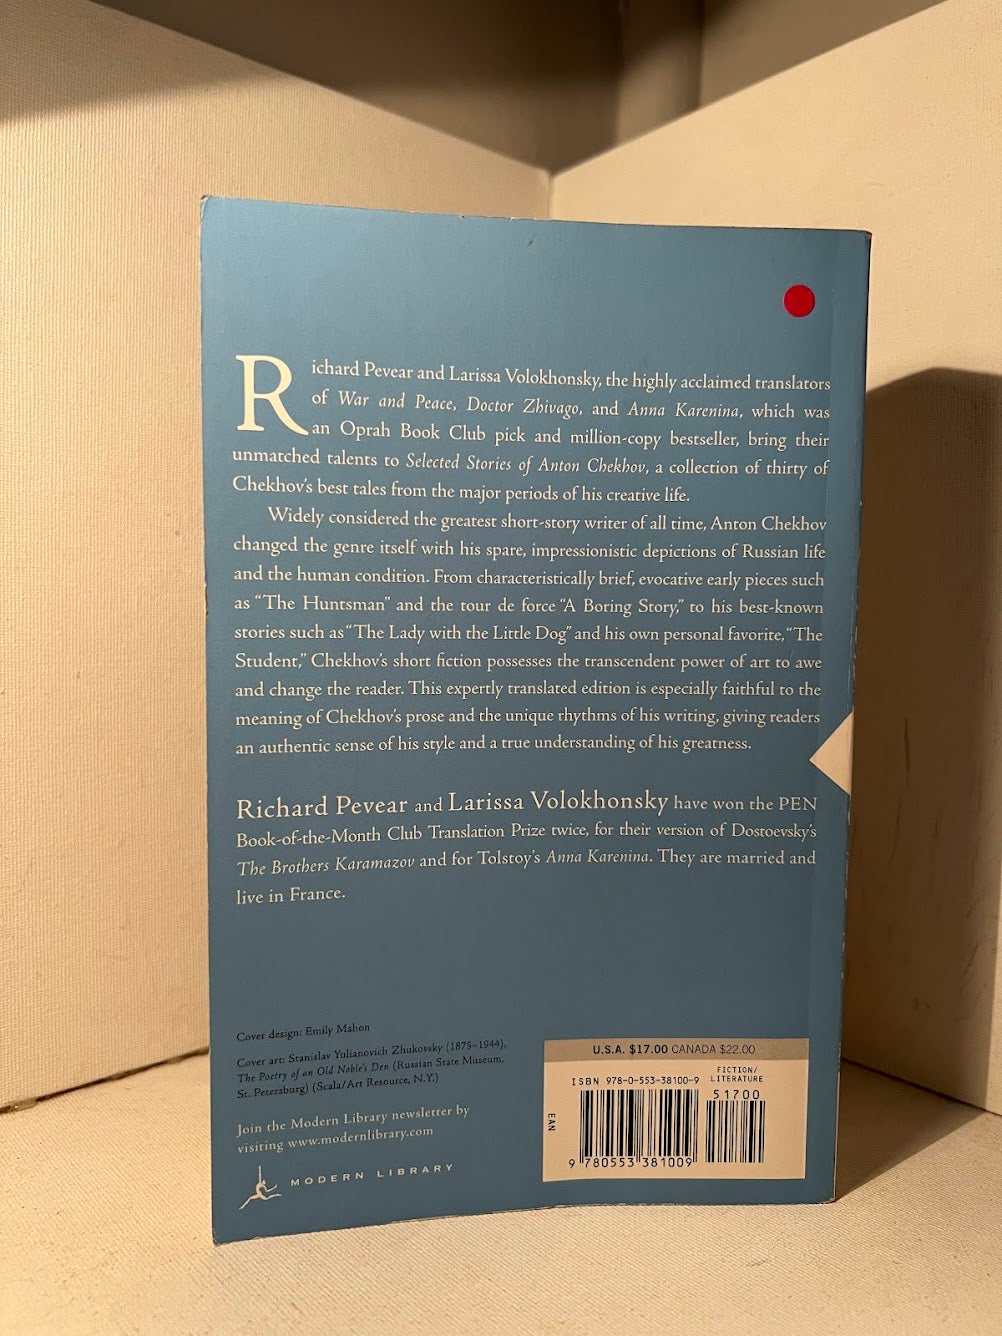 Richard Pevear and Larissa Volokhonsky, the highly acclaimed translators
of War and Peace, Doctor Zhivago, and Anna Karenina, which was
an Oprah Book Club pick and million-copy bestseller, bring their
unmatched talents to Selected Stories of Anton Chekhov, a collection of thirty of
Chekhov's best tales from the major periods of his creative life.
Widely considered the greatest short-story writer of all time, Anton Chekhov
changed the genre itself with his spare, impressionistic depictions of Russian life
and the human condition. From characteristically brief, evocative early pieces such
as “The Huntsman” and the tour de force “A Boring Story,” to his best-known
stories such as “The Lady with the Little Dog” and his own personal favorite, “The
Student,” Chekhov's short fiction possesses the transcendent power of art to awe
and change the reader. This expertly translated edition is especially faithful to the
meaning of Chekhov's prose and the unique rhythms of his writing, giving readers
an authentic sense of his style and a true understanding of his greatness.
Richard Pevear and Larissa Volokhonsky have won the PEN
Book-of-the-Month Club Translation Prize twice, for their version of Dostoevsky's
The Brothers Karamazov and for Tolstoy's Anna Karenina. They are married and
live in France.
Cover design: Emily Mahon
Cover art: Stanislav Yulianovich Zhukovsky (1875–1944),
The Poetry of an Old Noble's Den (Russian State Museum,
St. Petersburg) (Scala/Art Resource, N.Y.)
Join the Modern Library newsletter by
visiting www.modernlibrary.com
MODERN LIBRARY
U.S.A. $17.00 CANADA $22.00
FICTION/
LITERATURE
ISBN 978-0-553-38100-9
51700
EAN
9 780553 381009